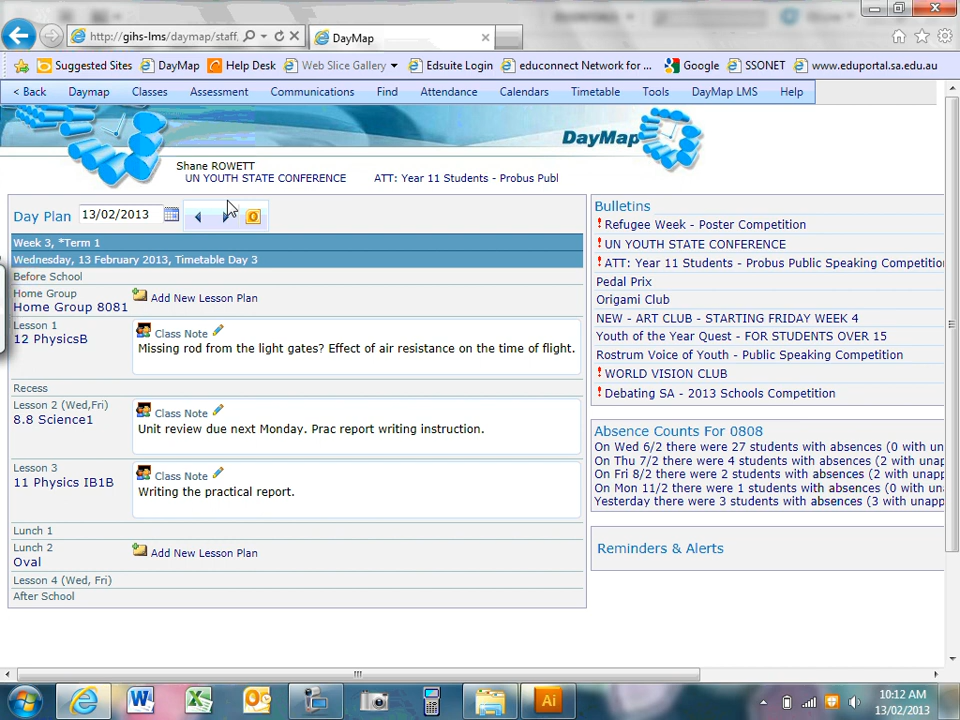 http://gihs-lms/daymap/staff,
DayMap
Suggested Sites DayMap Help Desk Web Slice Gallery Edsuite Login educonnect Network for ... Google SSONET www.eduportal.sa.edu.au
< Back Daymap Classes Assessment Communications Find Attendance Calendars Timetable Tools DayMap LMS Help
DayMap
Shane ROWETT
UN YOUTH STATE CONFERENCE ATT: Year 11 Students - Probus Publ
Day Plan 13/02/2013
Week 3, *Term 1
Wednesday, 13 February 2013, Timetable Day 3
Before School
Home Group
Home Group 8081
Add New Lesson Plan
Lesson 1
12 PhysicsB
Class Note
Missing rod from the light gates? Effect of air resistance on the time of flight.
Recess
Lesson 2 (Wed,Fri)
8.8 Science1
Class Note
Unit review due next Monday. Prac report writing instruction.
Lesson 3
11 Physics IB1B
Class Note
Writing the practical report.
Lunch 1
Lunch 2
Oval
Add New Lesson Plan
Lesson 4 (Wed, Fri)
After School
Bulletins
Refugee Week - Poster Competition
UN YOUTH STATE CONFERENCE
ATT: Year 11 Students - Probus Public Speaking Competitio
Pedal Prix
Origami Club
NEW - ART CLUB - STARTING FRIDAY WEEK 4
Youth of the Year Quest - FOR STUDENTS OVER 15
Rostrum Voice of Youth - Public Speaking Competition
WORLD VISION CLUB
Debating SA - 2013 Schools Competition
Absence Counts For 0808
On Wed 6/2 there were 27 students with absences (0 with un
On Thu 7/2 there were 4 students with absences (2 with unap
On Fri 8/2 there were 2 students with absences (2 with unapp
On Mon 11/2 there were 1 students with absences (0 with un
Yesterday there were 3 students with absences (3 with unapp
Reminders & Alerts
10:12 AM
13/02/2013